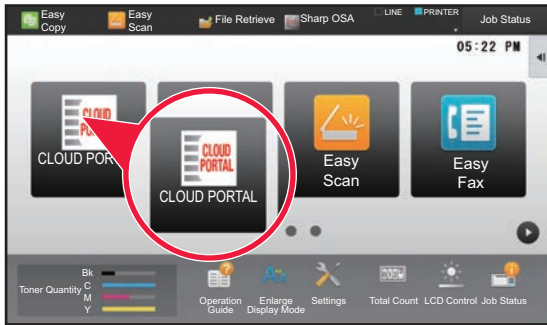 Easy
Copy
Easy
Scan
File Retrieve
Sharp OSA
LINE
PRINTER
Job Status
05:22 PM
CLOUD
CLOUD POR
CLOUD
PORTAL
CLOUD PORTAL
Easy
Scan
Easy
Fax
Toner Quantity
Bk
C
M
Y
Operation
Guide
Enlarge
Display Mode
Settings
Total Count
LCD Control
Job Status